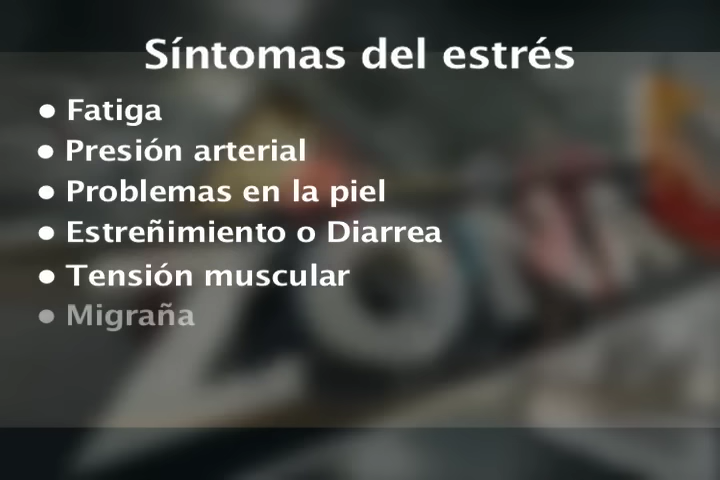 Síntomas del estrés
• Fatiga
• Presión arterial
• Problemas en la piel
• Estreñimiento o Diarrea
• Tensión muscular
• Migraña